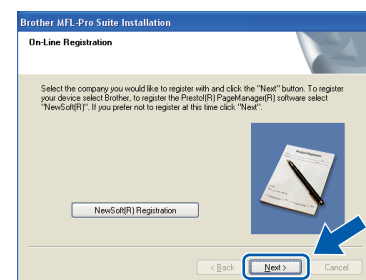 Brother MFL-Pro Suite Installation
On-Line Registration
Select the company you would like to register with and click the "Next" button. To register
your device select Brother, to register the Presto!(R) PageManager(R) software select
"NewSoft(R)". If you prefer not to register at this time click "Next".
Product Registration
NewSoft(R) Registration
< Back
Next >
Cancel